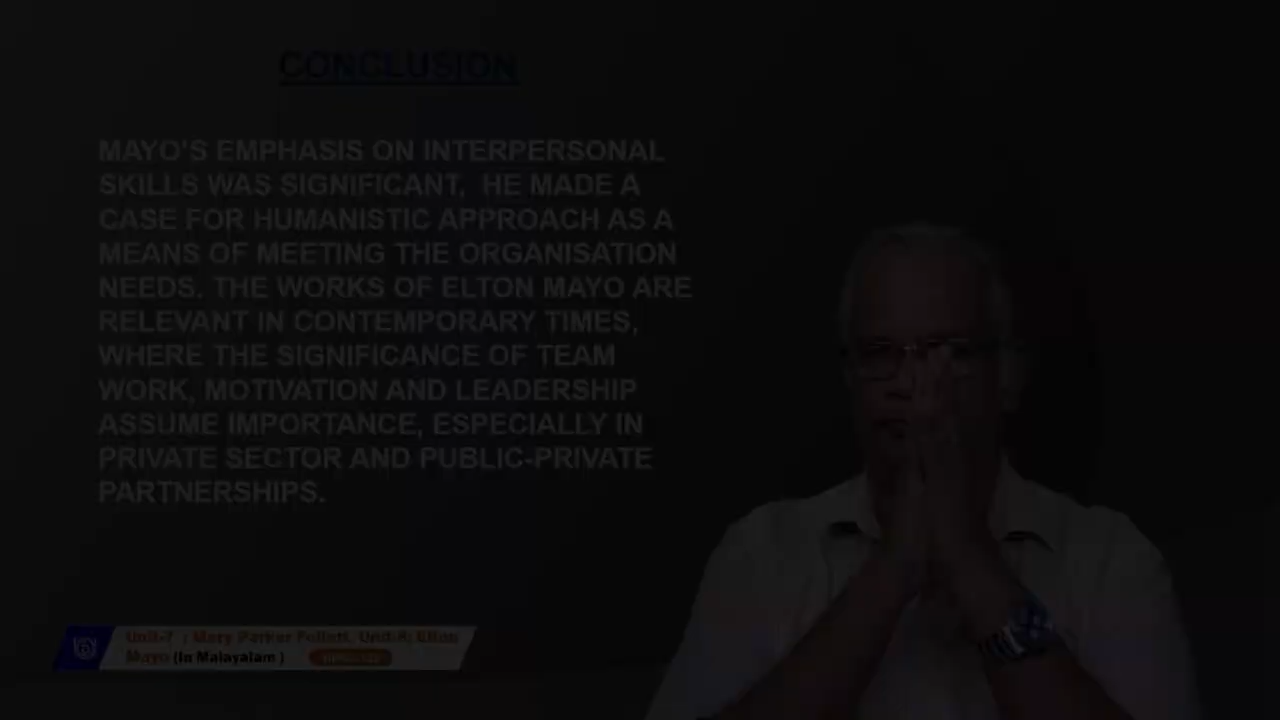 CONCLUSION
MAYO'S EMPHASIS ON INTERPERSONAL
SKILLS WAS SIGNIFICANT, HE MADE A
CASE FOR HUMANISTIC APPROACH AS A
MEANS OF MEETING THE ORGANISATION
NEEDS. THE WORKS OF ELTON MAYO ARE
RELEVANT IN CONTEMPORARY TIMES,
WHERE THE SIGNIFICANCE OF TEAM
WORK, MOTIVATION AND LEADERSHIP
ASSUME IMPORTANCE, ESPECIALLY IN
PRIVATE SECTOR AND PUBLIC-PRIVATE
PARTNERSHIPS.
Unit-7 : Mary Parker Follett, Unit-8: Elton
Mayo (In Malayalam )